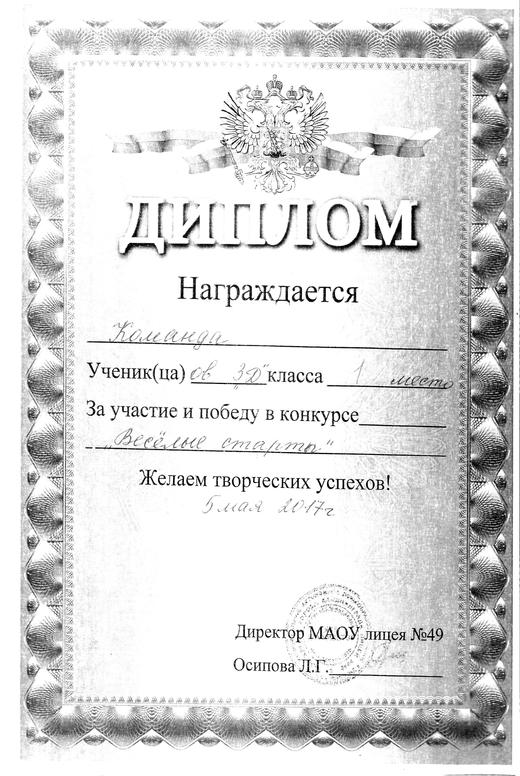 ДИПЛОМ
Награждается
Команда
Ученик(ца) ов "3Д" класса 1 место
За участие и победу в конкурсе
"Весёлые старты"
Желаем творческих успехов!
5 мая 2017г
Директор МАОУ лицея №49
Осипова Л.Г.